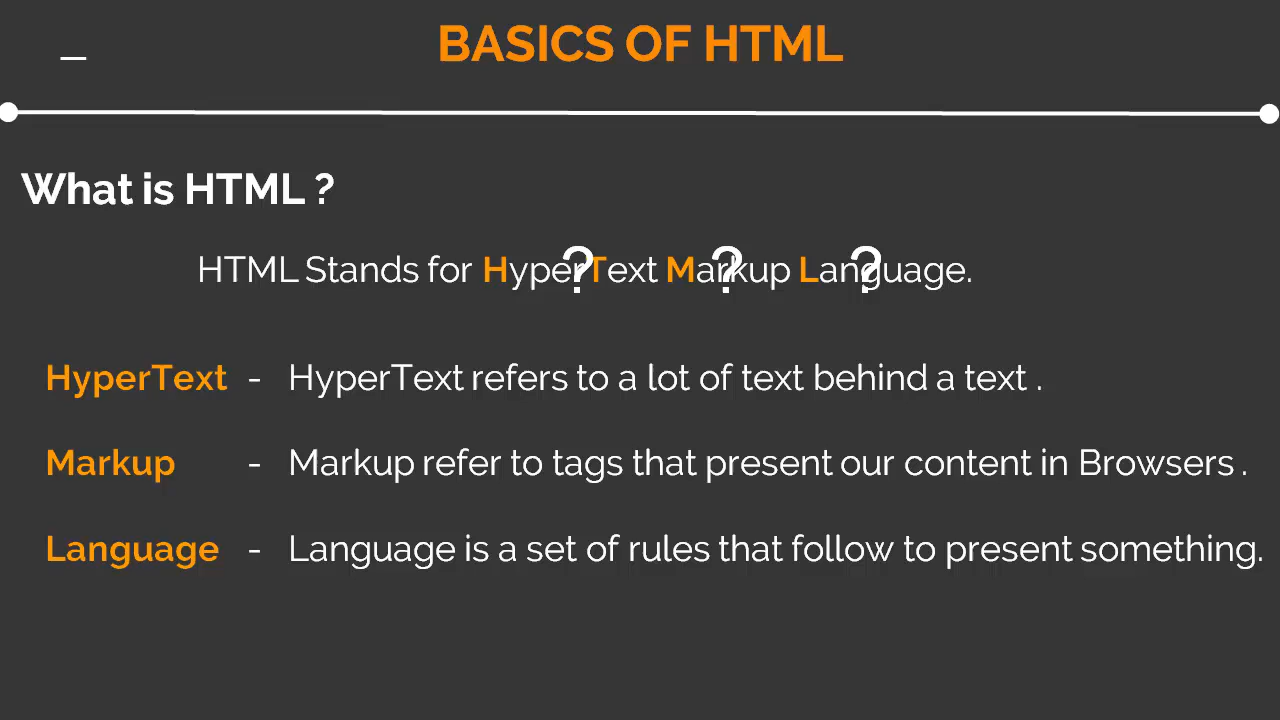 BASICS OF HTML
What is HTML ?
HTML Stands for HyperText Markup Language.
? ? ?
HyperText - HyperText refers to a lot of text behind a text .
Markup - Markup refer to tags that present our content in Browsers .
Language - Language is a set of rules that follow to present something.